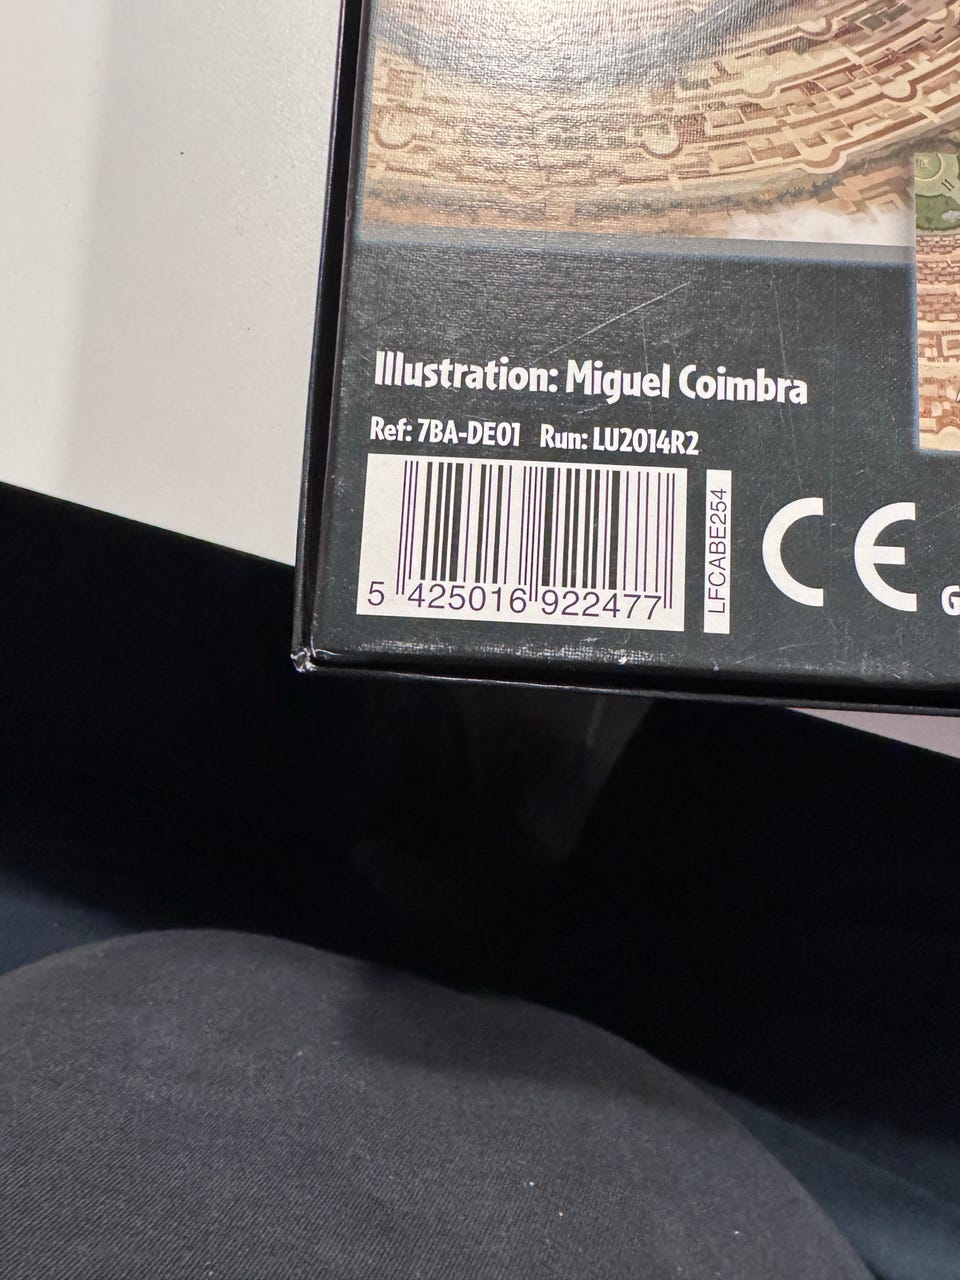 Illustration: Miguel Coimbra
Ref: 7BA-DE01 Run: LU2014R2
5 425016 922477
LFCABE254
CE